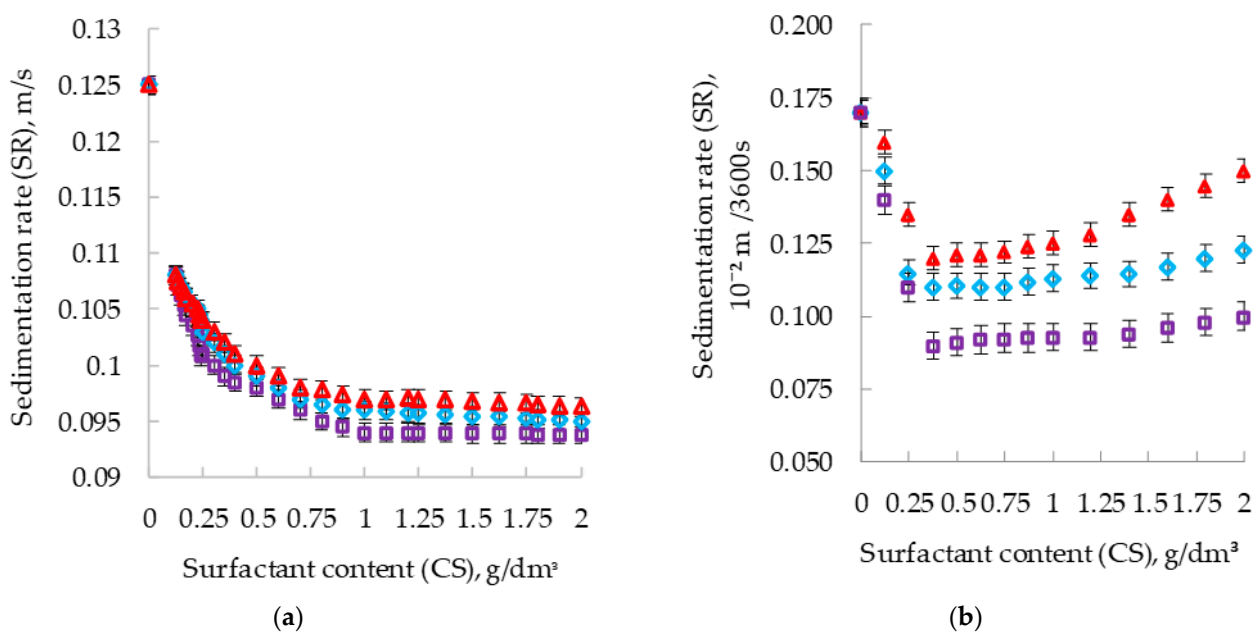 0.13
0.125
0.12
0.115
0.11
0.105
0.1
0.095
0.09
Sedimentation rate (SR), m/s
0 0.25 0.5 0.75 1 1.25 1.5 1.75 2
Surfactant content (CS), g/dm³
(a)
0.200
0.175
0.150
0.125
0.100
0.075
0.050
Sedimentation rate (SR),
10⁻² m /3600s
0 0.25 0.5 0.75 1 1.25 1.5 1.75 2
Surfactant content (CS), g/dm³
(b)